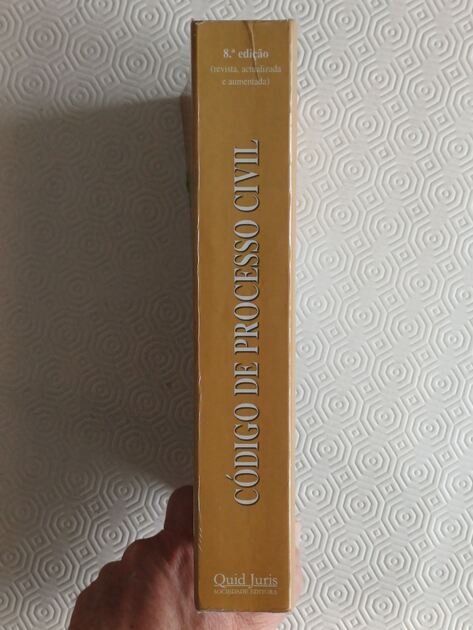 8.ª edição
(revista, actualizada
e aumentada)
CÓDIGO DE PROCESSO CIVIL
Quid Juris
SOCIEDADE EDITORA